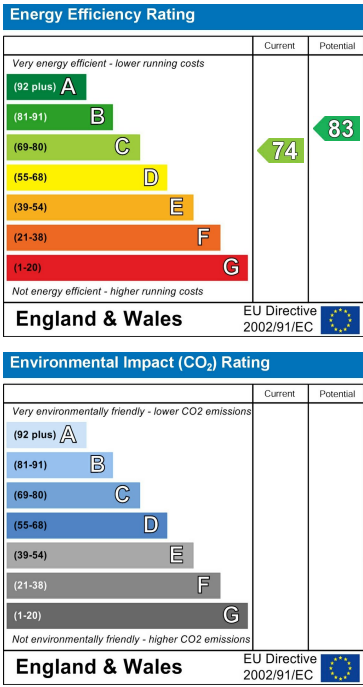 Energy Efficiency Rating
Current Potential
Very energy efficient - lower running costs
(92 plus) A
(81-91) B
(69-80) C
(55-68) D
(39-54) E
(21-38) F
(1-20) G
74
83
Not energy efficient - higher running costs
England & Wales
EU Directive
2002/91/EC
Environmental Impact (CO₂) Rating
Current Potential
Very environmentally friendly - lower CO2 emissions
(92 plus) A
(81-91) B
(69-80) C
(55-68) D
(39-54) E
(21-38) F
(1-20) G
Not environmentally friendly - higher CO2 emissions
England & Wales
EU Directive
2002/91/EC